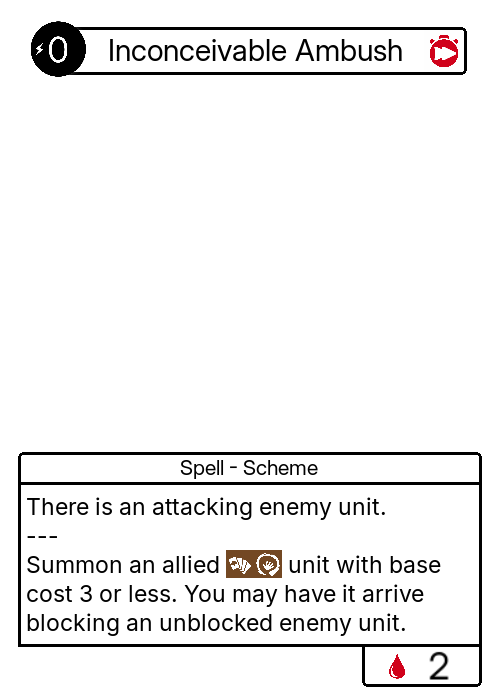 0 Inconceivable Ambush
Spell - Scheme
There is an attacking enemy unit.
---
Summon an allied unit with base
cost 3 or less. You may have it arrive
blocking an unblocked enemy unit.
2